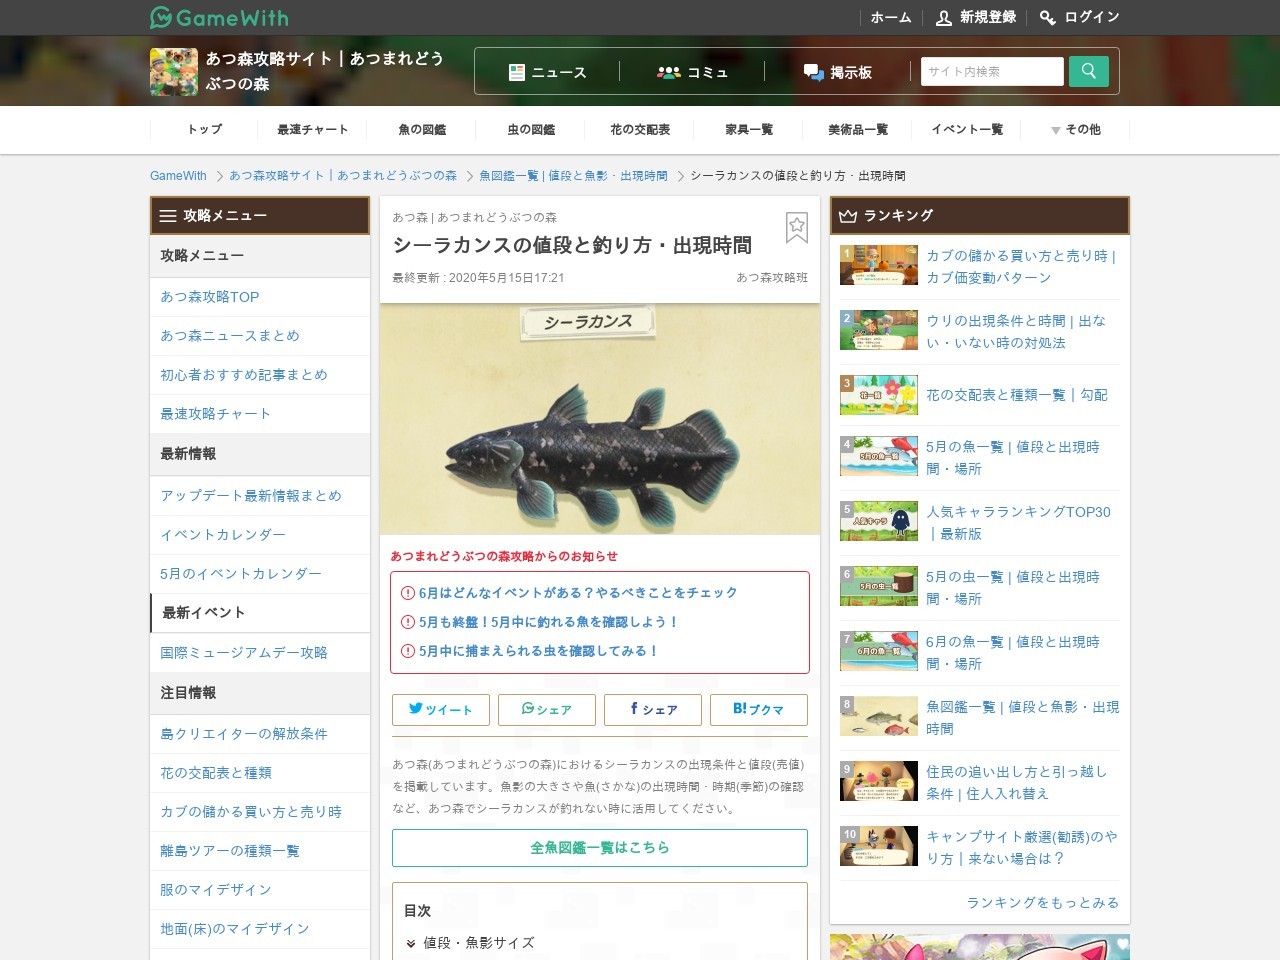 GameWith
ホーム
新規登録
ログイン
あつ森攻略サイト｜あつまれどう
ぶつの森
ニュース
コミュ
掲示板
サイト内検索
トップ
最速チャート
魚の図鑑
虫の図鑑
花の交配表
家具一覧
美術品一覧
イベント一覧
その他
GameWith
あつ森攻略サイト｜あつまれどうぶつの森
魚図鑑一覧 | 値段と魚影・出現時間
シーラカンスの値段と釣り方・出現時間
攻略メニュー
攻略メニュー
あつ森攻略TOP
あつ森ニュースまとめ
初心者おすすめ記事まとめ
最速攻略チャート
最新情報
アップデート最新情報まとめ
イベントカレンダー
5月のイベントカレンダー
最新イベント
国際ミュージアムデー攻略
注目情報
島クリエイターの解放条件
花の交配表と種類
カブの儲かる買い方と売り時
離島ツアーの種類一覧
服のマイデザイン
地面(床)のマイデザイン
あつ森 | あつまれどうぶつの森
シーラカンスの値段と釣り方・出現時間
最終更新 : 2020年5月15日17:21
あつ森攻略班
シーラカンス
あつまれどうぶつの森攻略からのお知らせ
6月はどんなイベントがある？やるべきことをチェック
5月も終盤！5月中に釣れる魚を確認しよう！
5月中に捕まえられる虫を確認してみる！
ツイート
シェア
シェア
B! ブクマ
あつ森(あつまれどうぶつの森)におけるシーラカンスの出現条件と値段(売値)
を掲載しています。魚影の大きさや魚(さかな)の出現時間・時期(季節)の確認
など、あつ森でシーラカンスが釣れない時に活用してください。
全魚図鑑一覧はこちら
目次
値段・魚影サイズ
ランキング
1
カブの儲かる買い方と売り時 |
カブ価変動パターン
2
ウリの出現条件と時間 | 出な
い・いない時の対処法
3
花一覧
花の交配表と種類一覧｜勾配
4
5月の魚一覧
5月の魚一覧 | 値段と出現時
間・場所
5
人気キャラ
人気キャラランキングTOP30
｜最新版
6
5月の虫一覧
5月の虫一覧 | 値段と出現時
間・場所
7
6月の魚一覧
6月の魚一覧 | 値段と出現時
間・場所
8
魚図鑑一覧 | 値段と魚影・出現
時間
9
住民の追い出し方と引っ越し
条件 | 住人入れ替え
10
キャンプサイト厳選(勧誘)のや
り方｜来ない場合は？
ランキングをもっとみる